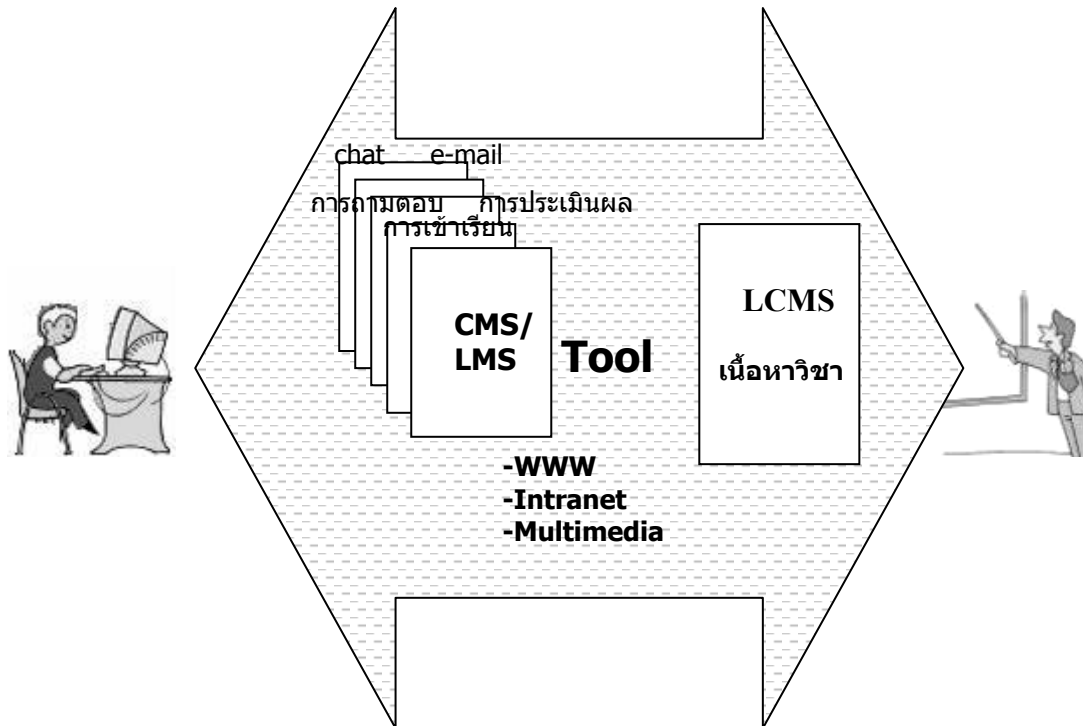 chat e-mail
การถามตอบ การประเมินผล
การเข้าเรียน
CMS/
LMS
Tool
LCMS
เนื้อหาวิชา
-WWW
-Intranet
-Multimedia